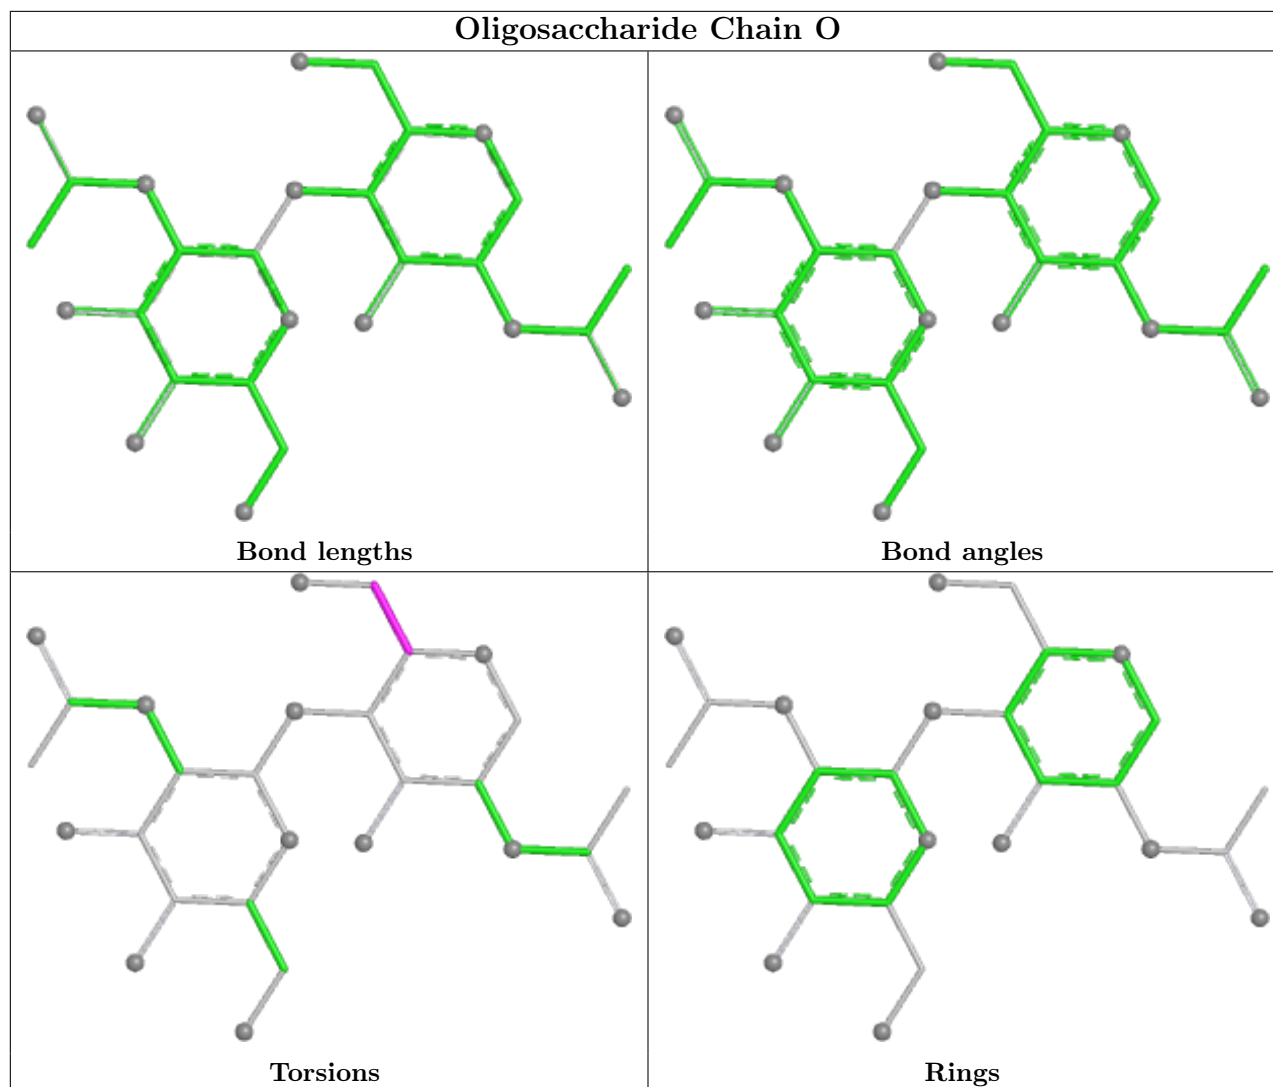 Oligosaccharide Chain O
Bond lengths
Bond angles
Torsions
Rings